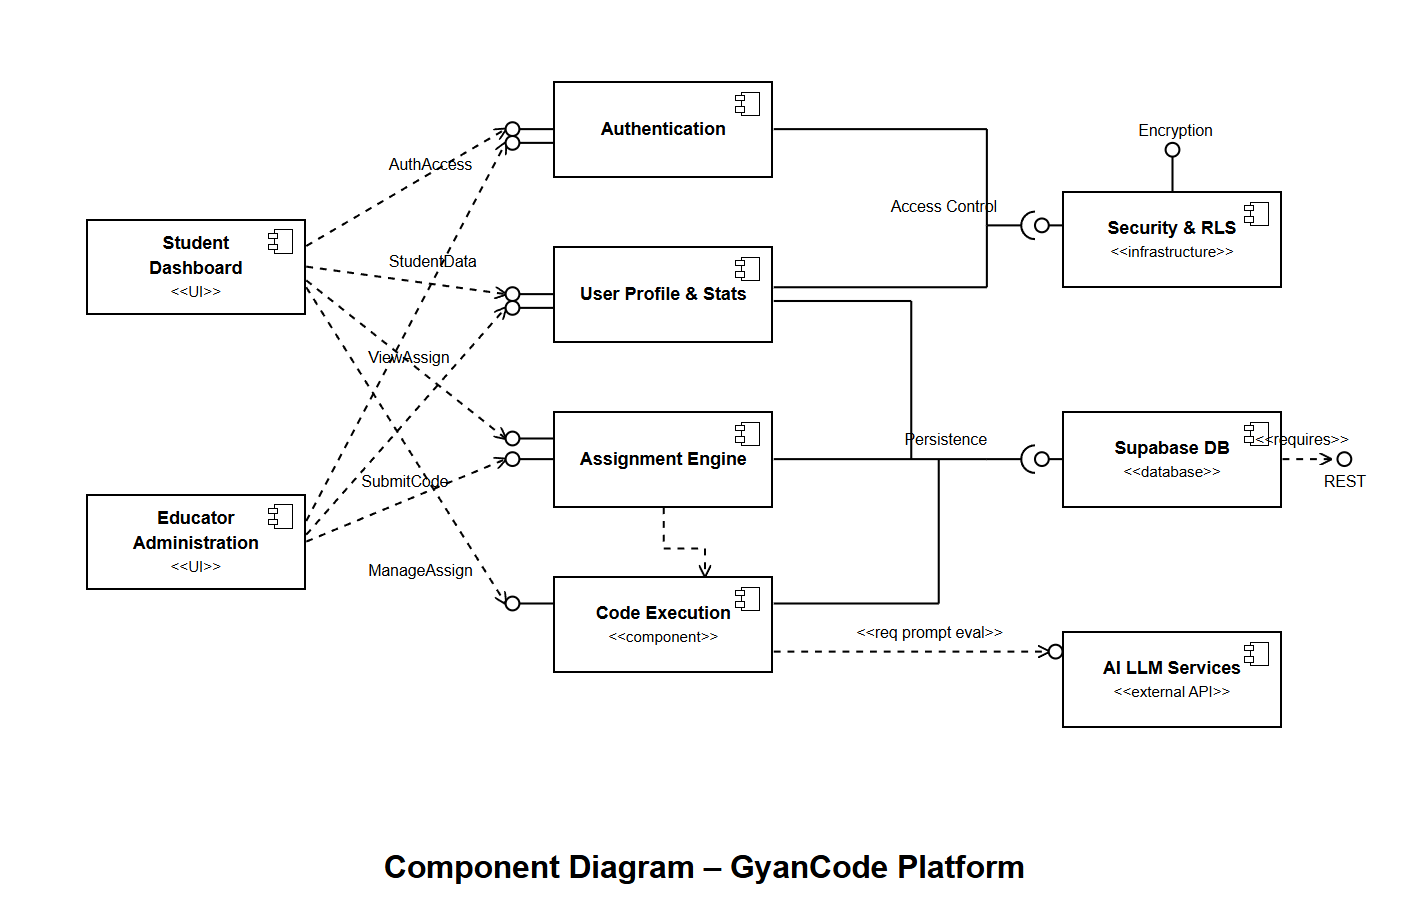 Encryption
Authentication
AuthAccess
Access Control
Security & RLS
<<infrastructure>>
Student
Dashboard
<<UI>>
StudentData
User Profile & Stats
ViewAssign
Persistence
Supabase DB
<<database>>
<<requires>>
REST
Assignment Engine
SubmitCode
Educator
Administration
<<UI>>
ManageAssign
Code Execution
<<component>>
<<req prompt eval>>
AI LLM Services
<<external API>>
Component Diagram – GyanCode Platform